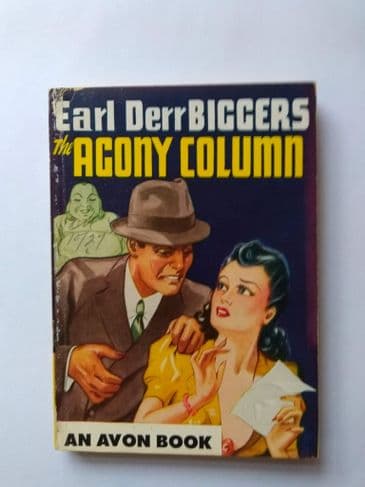 Earl Derr BIGGERS
The AGONY COLUMN
AN AVON BOOK